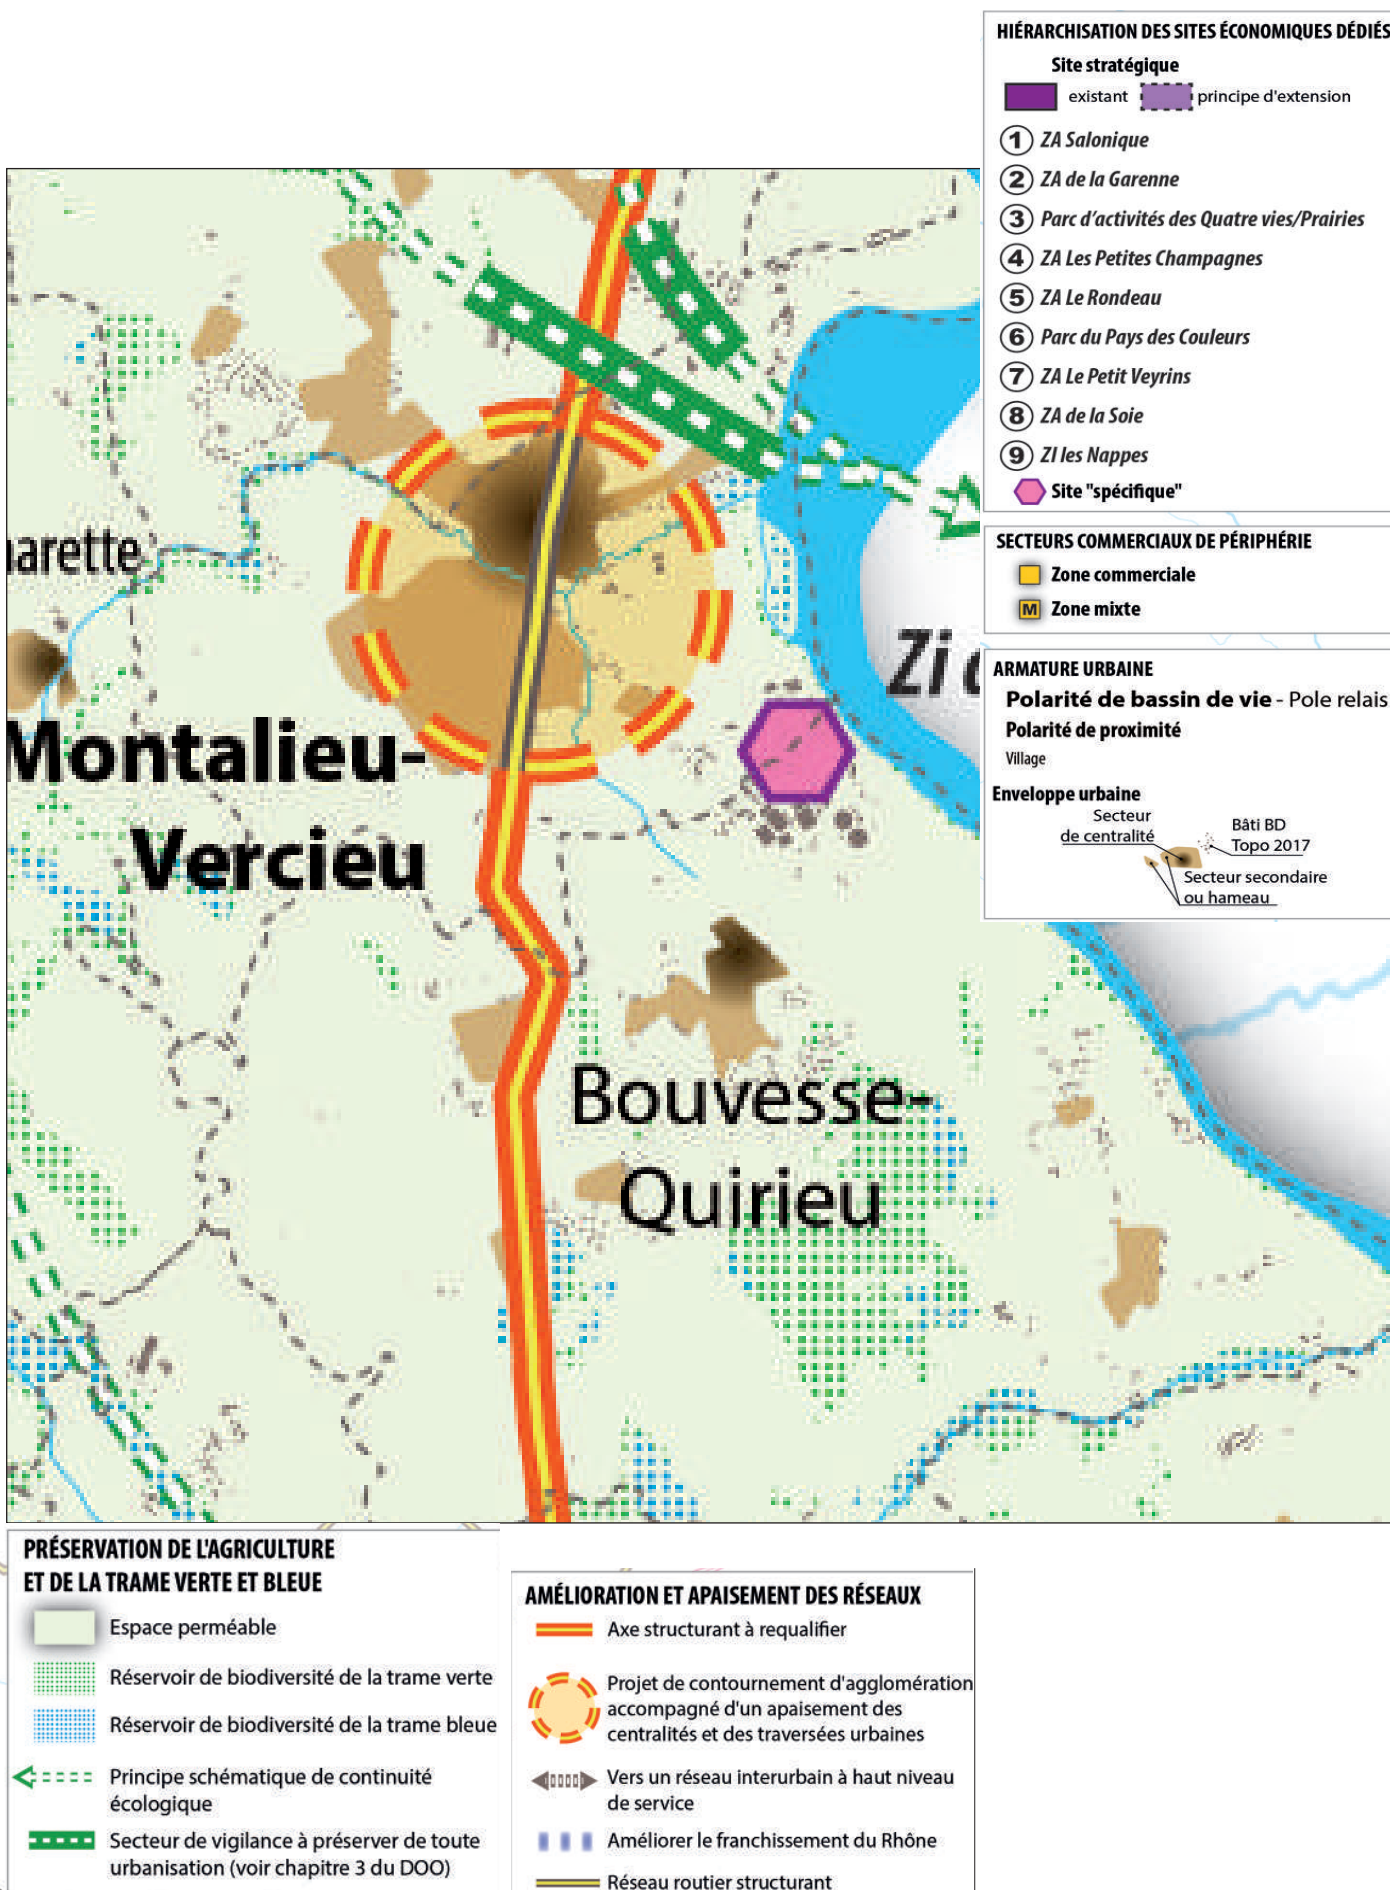 HIÉRARCHISATION DES SITES ÉCONOMIQUES DÉDIÉS
Site stratégique
existant principe d'extension
1 ZA Salonique
2 ZA de la Garenne
3 Parc d'activités des Quatre vies/Prairies
4 ZA Les Petites Champagnes
5 ZA Le Rondeau
6 Parc du Pays des Couleurs
7 ZA Le Petit Veyrins
8 ZA de la Soie
9 ZI les Nappes
Site "spécifique"
SECTEURS COMMERCIAUX DE PÉRIPHÉRIE
Zone commerciale
M Zone mixte
ARMATURE URBAINE
Polarité de bassin de vie - Pole relais
Polarité de proximité
Village
Enveloppe urbaine
Secteur
de centralité
Bâti BD
Topo 2017
Secteur secondaire
ou hameau
arette
Zi
Montalieu-
Vercieu
Bouvesse-
Quirieu
PRÉSERVATION DE L'AGRICULTURE
ET DE LA TRAME VERTE ET BLEUE
Espace perméable
Réservoir de biodiversité de la trame verte
Réservoir de biodiversité de la trame bleue
Principe schématique de continuité
écologique
Secteur de vigilance à préserver de toute
urbanisation (voir chapitre 3 du DOO)
AMÉLIORATION ET APAISEMENT DES RÉSEAUX
Axe structurant à requalifier
Projet de contournement d'agglomération
accompagné d'un apaisement des
centralités et des traversées urbaines
Vers un réseau interurbain à haut niveau
de service
Améliorer le franchissement du Rhône
Réseau routier structurant